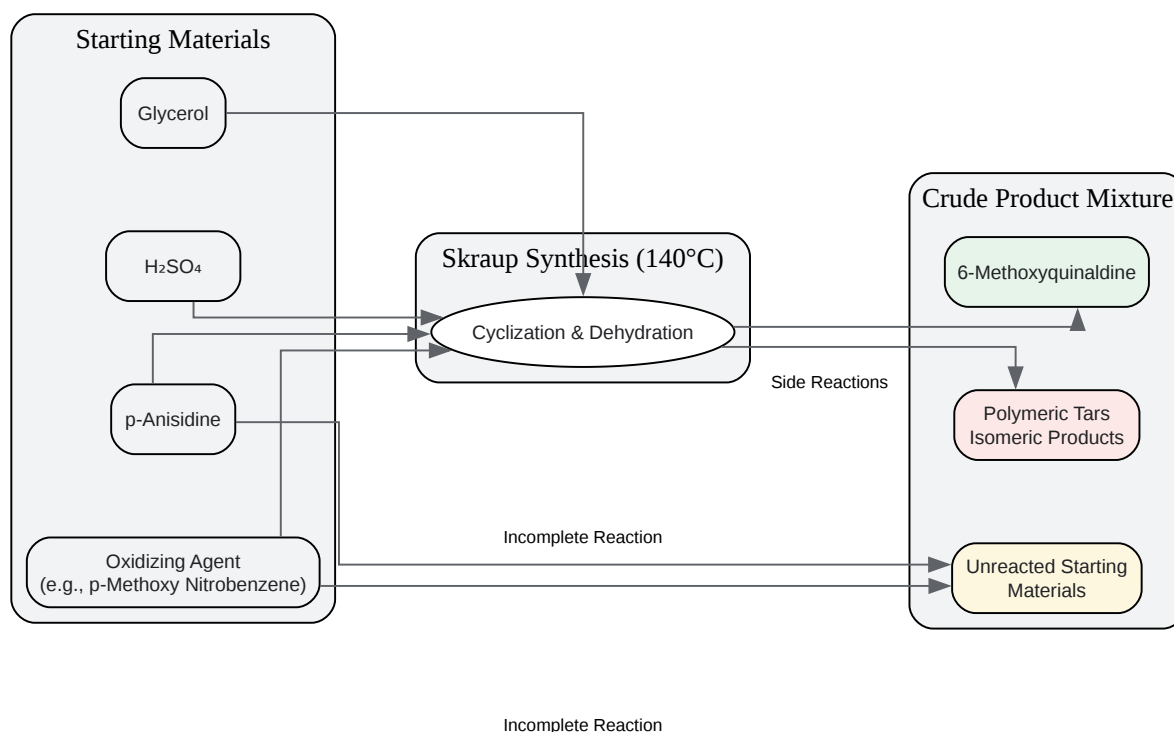 Starting Materials
Glycerol
H₂SO₄
p-Anisidine
Oxidizing Agent
(e.g., p-Methoxy Nitrobenzene)
Skraup Synthesis (140°C)
Cyclization & Dehydration
Side Reactions
Incomplete Reaction
Incomplete Reaction
Crude Product Mixture
6-Methoxyquinaldine
Polymeric Tars
Isomeric Products
Unreacted Starting
Materials